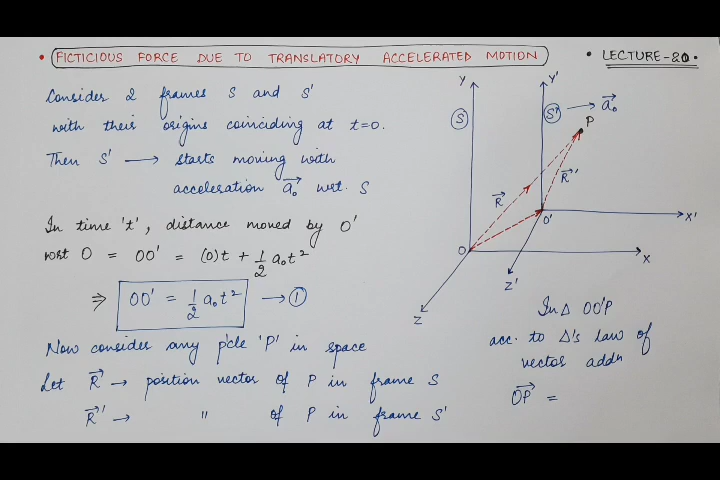 • FICTICIOUS FORCE DUE TO TRANSLATORY ACCELERATED MOTION
• LECTURE-20.
Consider 2 frames S and S'
with their origins coinciding at t=0.
Then S' ⟶ starts moving with
acceleration a₀→ wrt. S
In time 't', distance moved by O'
wrt O = OO' = (0)t + 1/2 a₀t²
⇒ OO' = 1/2 a₀t² ⟶ ①
Now consider any p'cle 'P' in space
Let R→ → position vector of P in frame S
R→' → " of P in frame S'
Y
Y'
S
S' ⟶ a₀→
P
R→
R→'
O
O'
X'
X
Z'
Z
In Δ OO'P
acc. to Δ's law of
vector addn
OP→ =